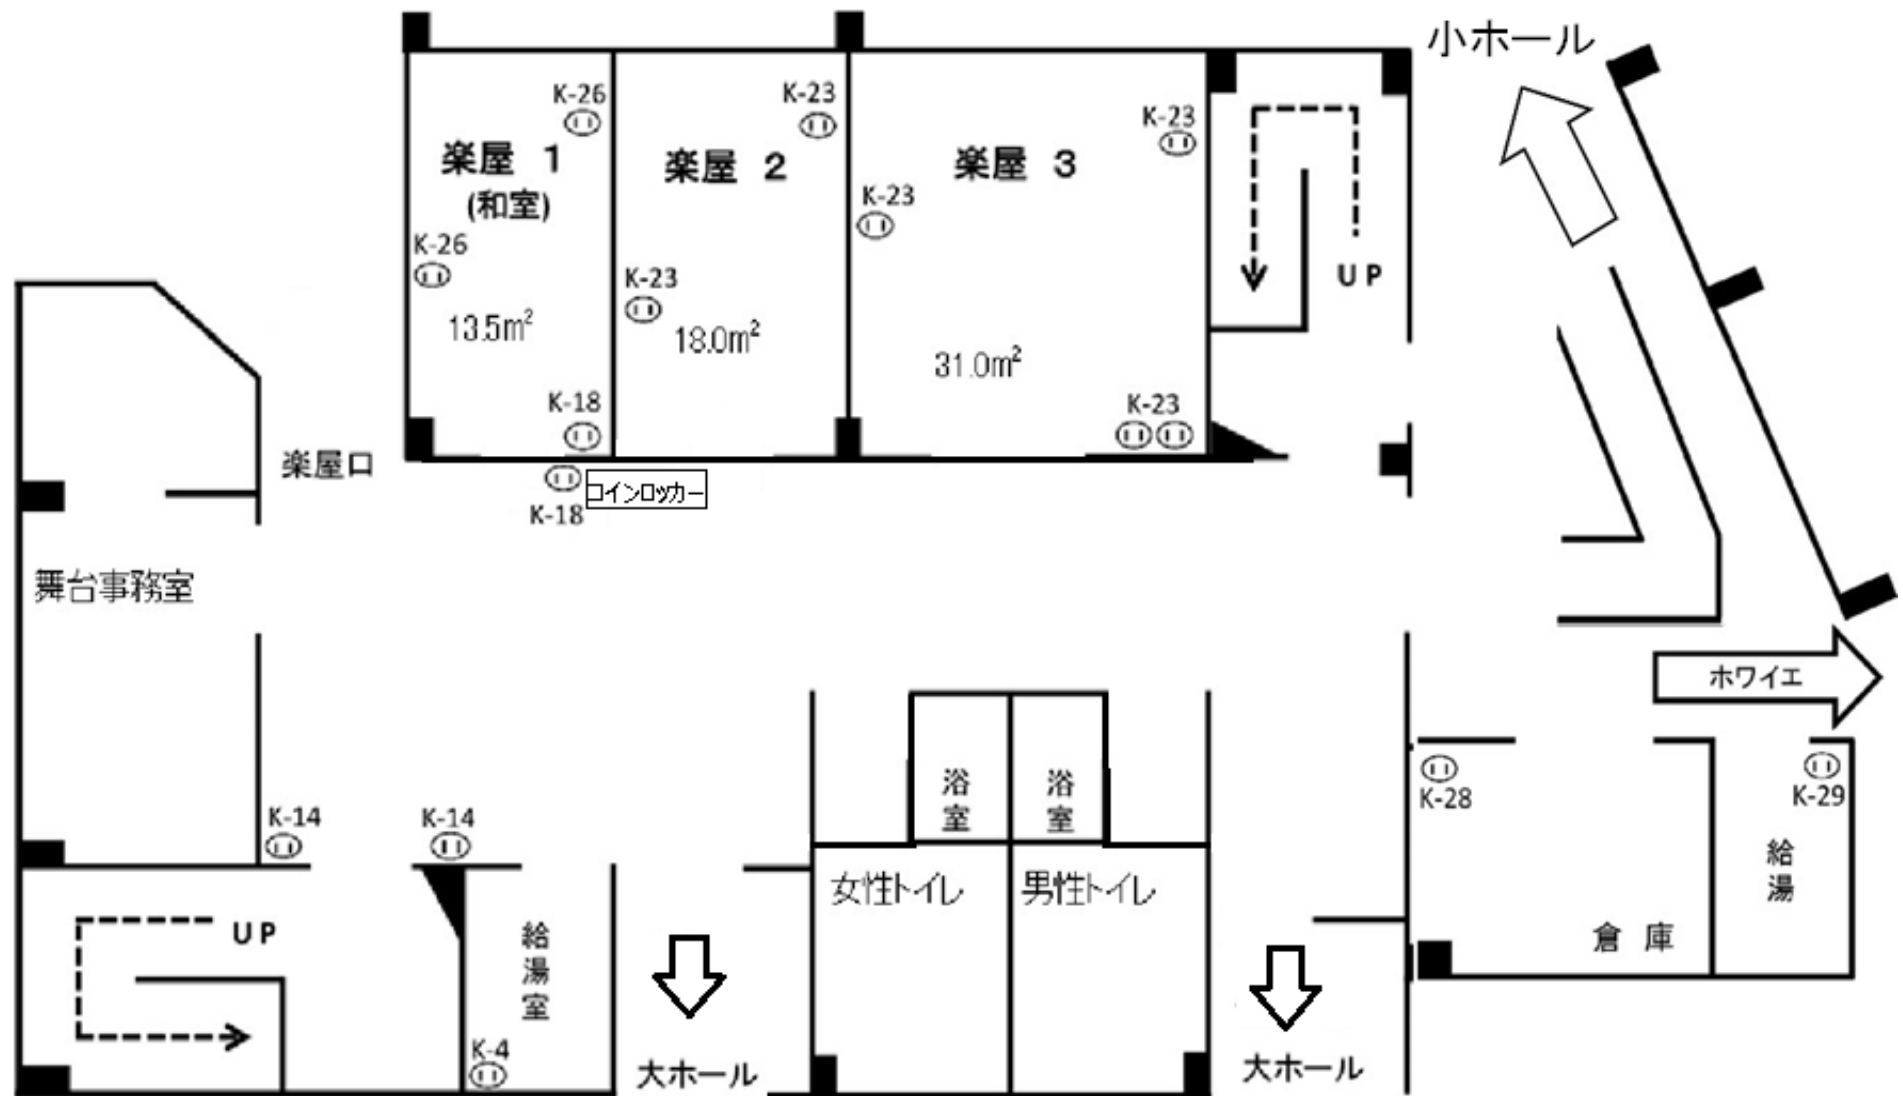 小ホール
K-26
K-23
K-23
楽屋 1
(和室)
楽屋 2
楽屋 3
K-26
K-23
K-23
13.5m²
18.0m²
31.0m²
UP
K-18
K-23
楽屋口
コインロッカー
K-18
舞台事務室
ホワイエ
浴室
浴室
K-28
K-29
K-14
K-14
給湯
女性トイレ
男性トイレ
UP
給湯室
倉 庫
K-4
大ホール
大ホール